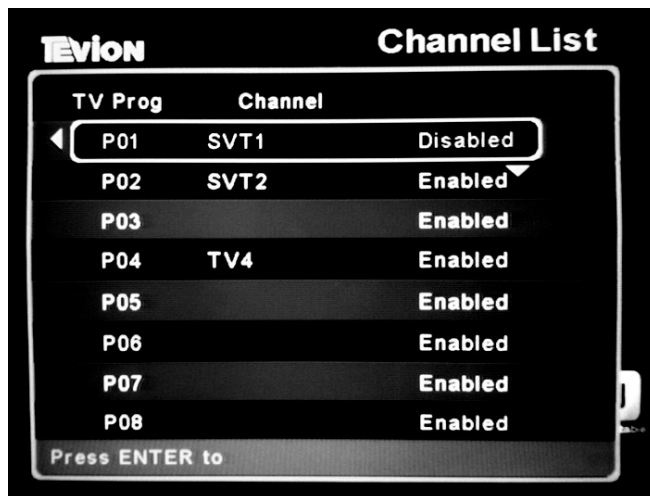 TEVION
Channel List
TV Prog Channel
P01 SVT1 Disabled
P02 SVT2 Enabled
P03 Enabled
P04 TV4 Enabled
P05 Enabled
P06 Enabled
P07 Enabled
P08 Enabled
Press ENTER to